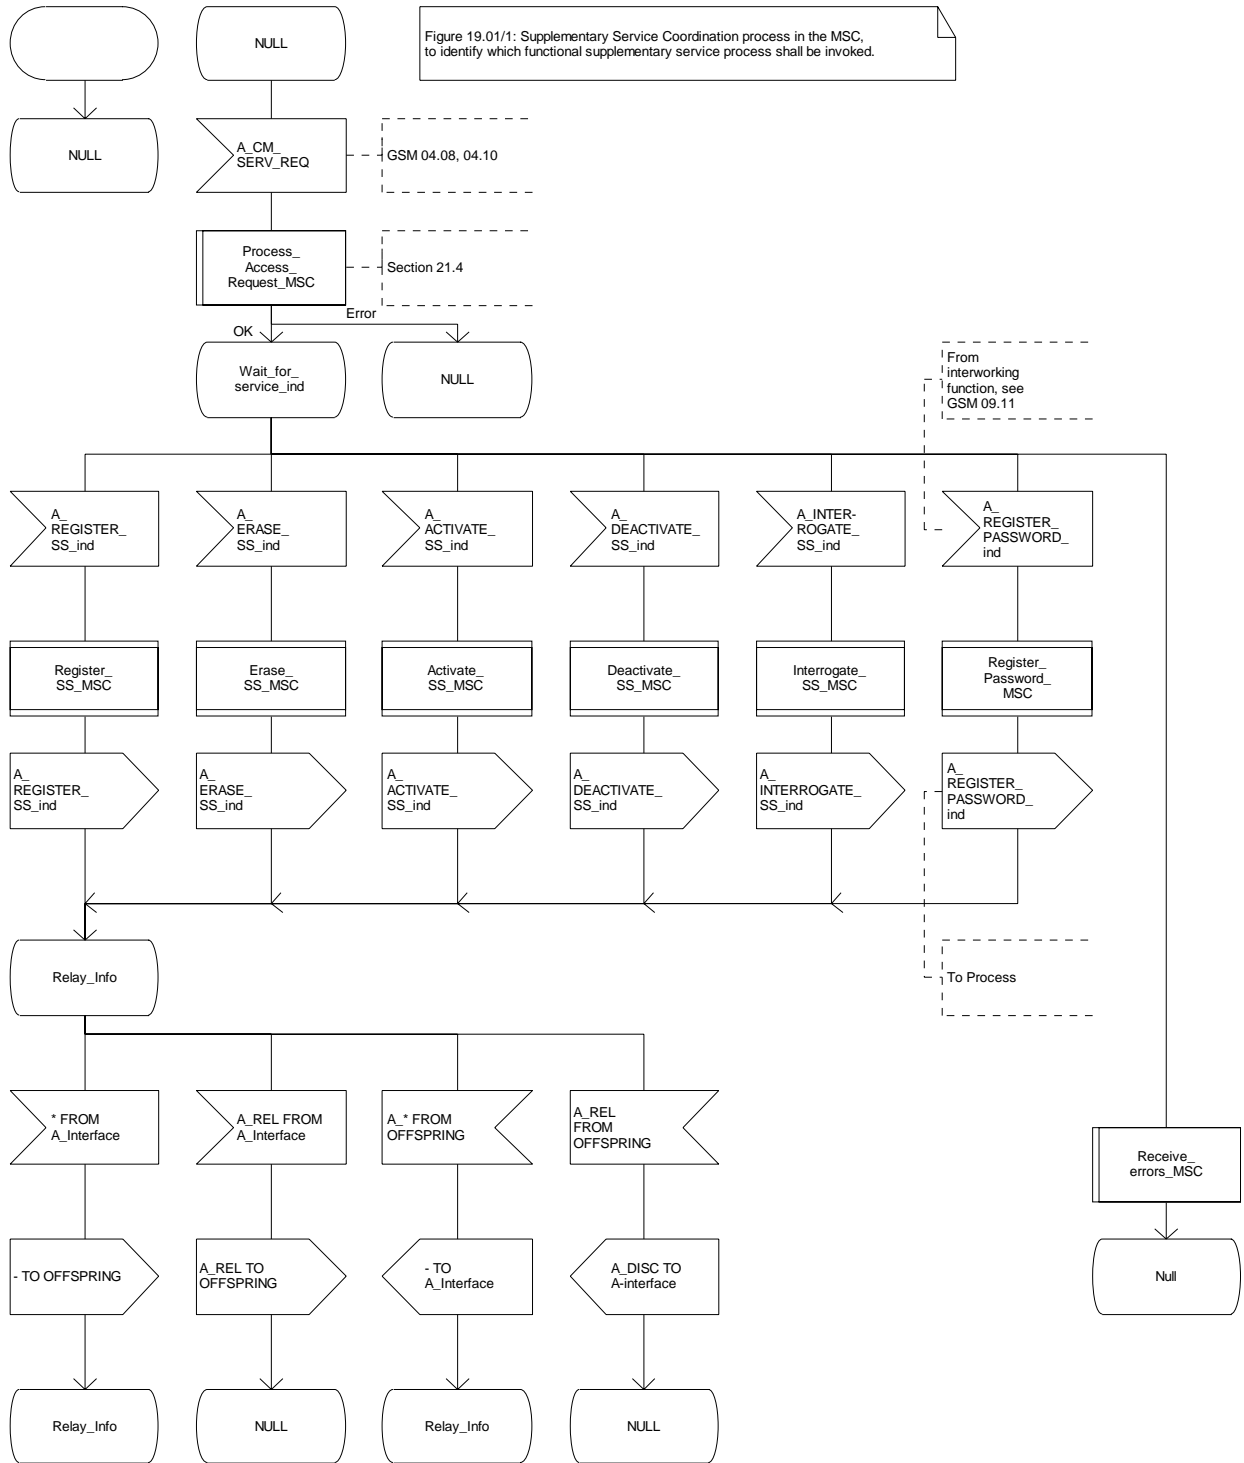 Figure 19.01/1: Supplementary Service Coordination process in the MSC,
to identify which functional supplementary service process shall be invoked.
NULL
NULL
A_CM_
SERV_REQ
GSM 04.08, 04.10
Process_
Access_
Request_MSC
Section 21.4
Error
OK
Wait_for_
service_ind
NULL
From
interworking
function, see
GSM 09.11
A_
REGISTER_
SS_ind
A_
ERASE_
SS_ind
A_
ACTIVATE_
SS_ind
A_
DEACTIVATE_
SS_ind
A_INTER-
ROGATE_
SS_ind
A_
REGISTER_
PASSWORD_
ind
Register_
SS_MSC
Erase_
SS_MSC
Activate_
SS_MSC
Deactivate_
SS_MSC
Interrogate_
SS_MSC
Register_
Password_
MSC
A_
REGISTER_
SS_ind
A_
ERASE_
SS_ind
A_
ACTIVATE_
SS_ind
A_
DEACTIVATE_
SS_ind
A_
INTERROGATE_
SS_ind
A_
REGISTER_
PASSWORD_
ind
Relay_Info
To Process
* FROM
A_Interface
A_REL FROM
A_Interface
A_* FROM
OFFSPRING
A_REL
FROM
OFFSPRING
Receive_
errors_MSC
- TO OFFSPRING
A_REL TO
OFFSPRING
- TO
A_Interface
A_DISC TO
A-interface
Null
Relay_Info
NULL
Relay_Info
NULL